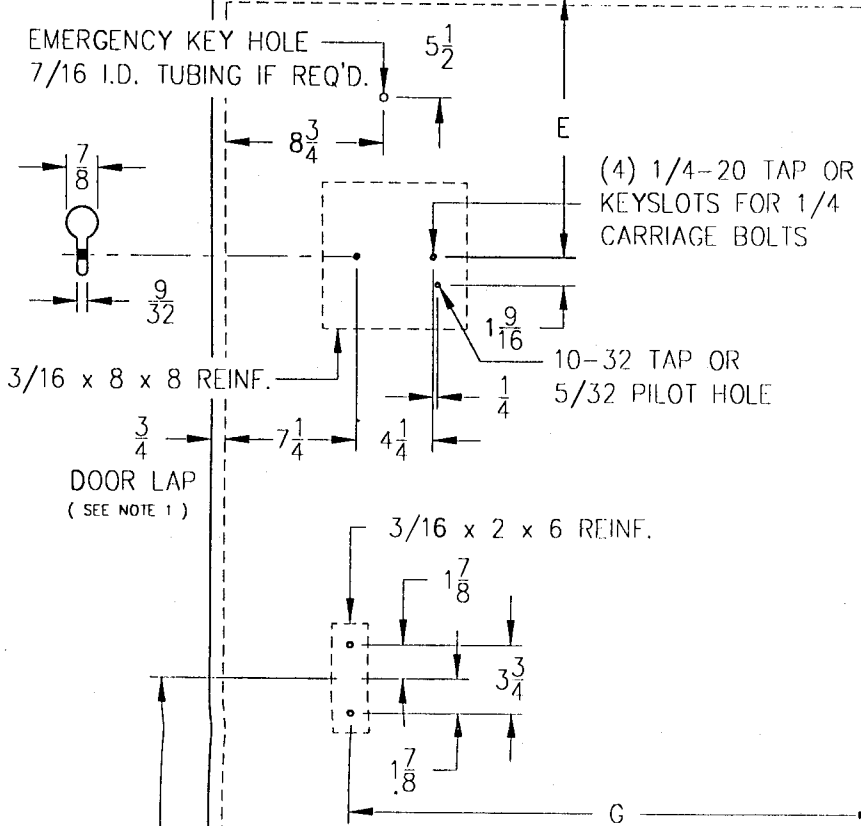 EMERGENCY KEY HOLE
7/16 I.D. TUBING IF REQ'D.
5 1/2
8 3/4
E
7/8
(4) 1/4-20 TAP OR
KEYSLOTS FOR 1/4
CARRIAGE BOLTS
9/32
1 9/16
3/16 x 8 x 8 REINF.
10-32 TAP OR
5/32 PILOT HOLE
1/4
3/4
7 1/4
4 1/4
DOOR LAP
( SEE NOTE 1 )
3/16 x 2 x 6 REINF.
1 7/8
3 3/4
1 7/8
G